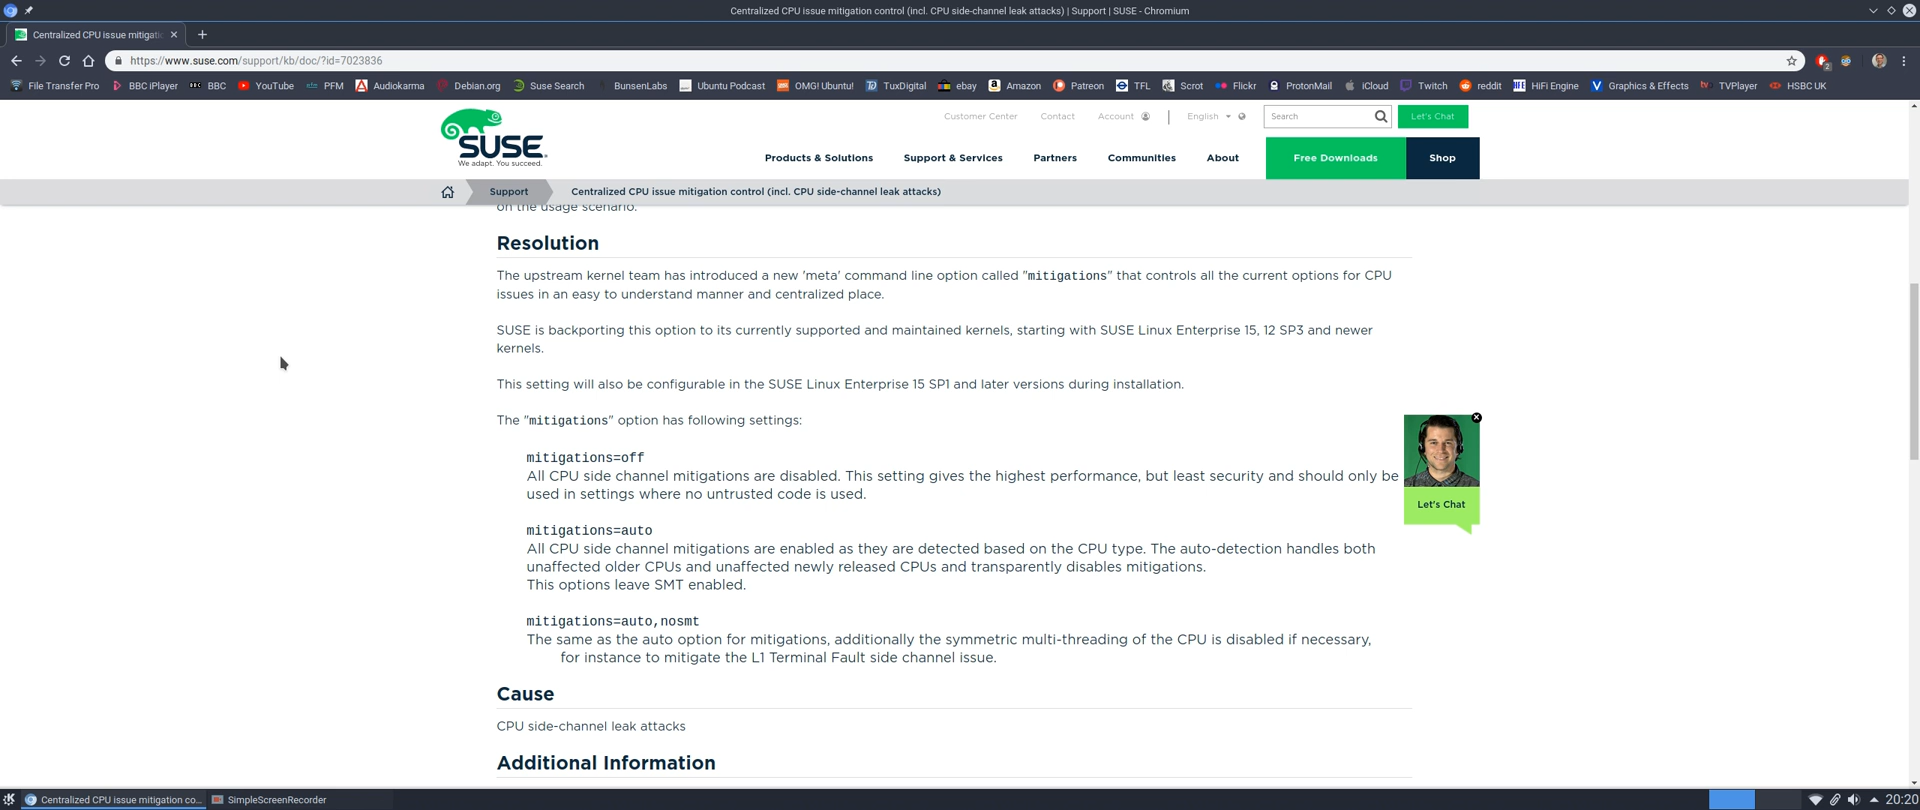 Centralized CPU issue mitigation control (incl. CPU side-channel leak attacks) | Support | SUSE - Chromium
Centralized CPU issue mitigati
https://www.suse.com/support/kb/doc/?id=7023836
File Transfer Pro BBC iPlayer BBC YouTube PFM Audiokarma Debian.org Suse Search BunsenLabs Ubuntu Podcast OMG! Ubuntu! TuxDigital ebay Amazon Patreon TFL Scrot Flickr ProtonMail iCloud Twitch reddit HiFi Engine Graphics & Effects TVPlayer HSBC UK
Customer Center Contact Account | English Search Let's Chat
SUSE
We adapt. You succeed.
Products & Solutions Support & Services Partners Communities About Free Downloads Shop
Support Centralized CPU issue mitigation control (incl. CPU side-channel leak attacks)
on the usage scenario.
Resolution
The upstream kernel team has introduced a new 'meta' command line option called "mitigations" that controls all the current options for CPU
issues in an easy to understand manner and centralized place.
SUSE is backporting this option to its currently supported and maintained kernels, starting with SUSE Linux Enterprise 15, 12 SP3 and newer
kernels.
This setting will also be configurable in the SUSE Linux Enterprise 15 SP1 and later versions during installation.
The "mitigations" option has following settings:
mitigations=off
All CPU side channel mitigations are disabled. This setting gives the highest performance, but least security and should only be
used in settings where no untrusted code is used.
mitigations=auto
All CPU side channel mitigations are enabled as they are detected based on the CPU type. The auto-detection handles both
unaffected older CPUs and unaffected newly released CPUs and transparently disables mitigations.
This options leave SMT enabled.
mitigations=auto,nosmt
The same as the auto option for mitigations, additionally the symmetric multi-threading of the CPU is disabled if necessary,
for instance to mitigate the L1 Terminal Fault side channel issue.
Let's Chat
Cause
CPU side-channel leak attacks
Additional Information
Centralized CPU issue mitigation co... SimpleScreenRecorder 20:20